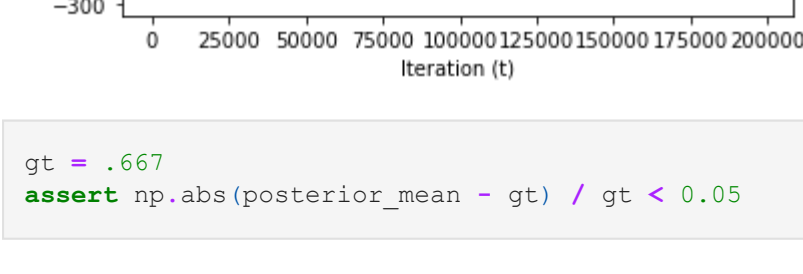 −300
0 25000 50000 75000 100000 125000 150000 175000 200000
Iteration (t)
gt = .667
assert np.abs(posterior_mean - gt) / gt < 0.05